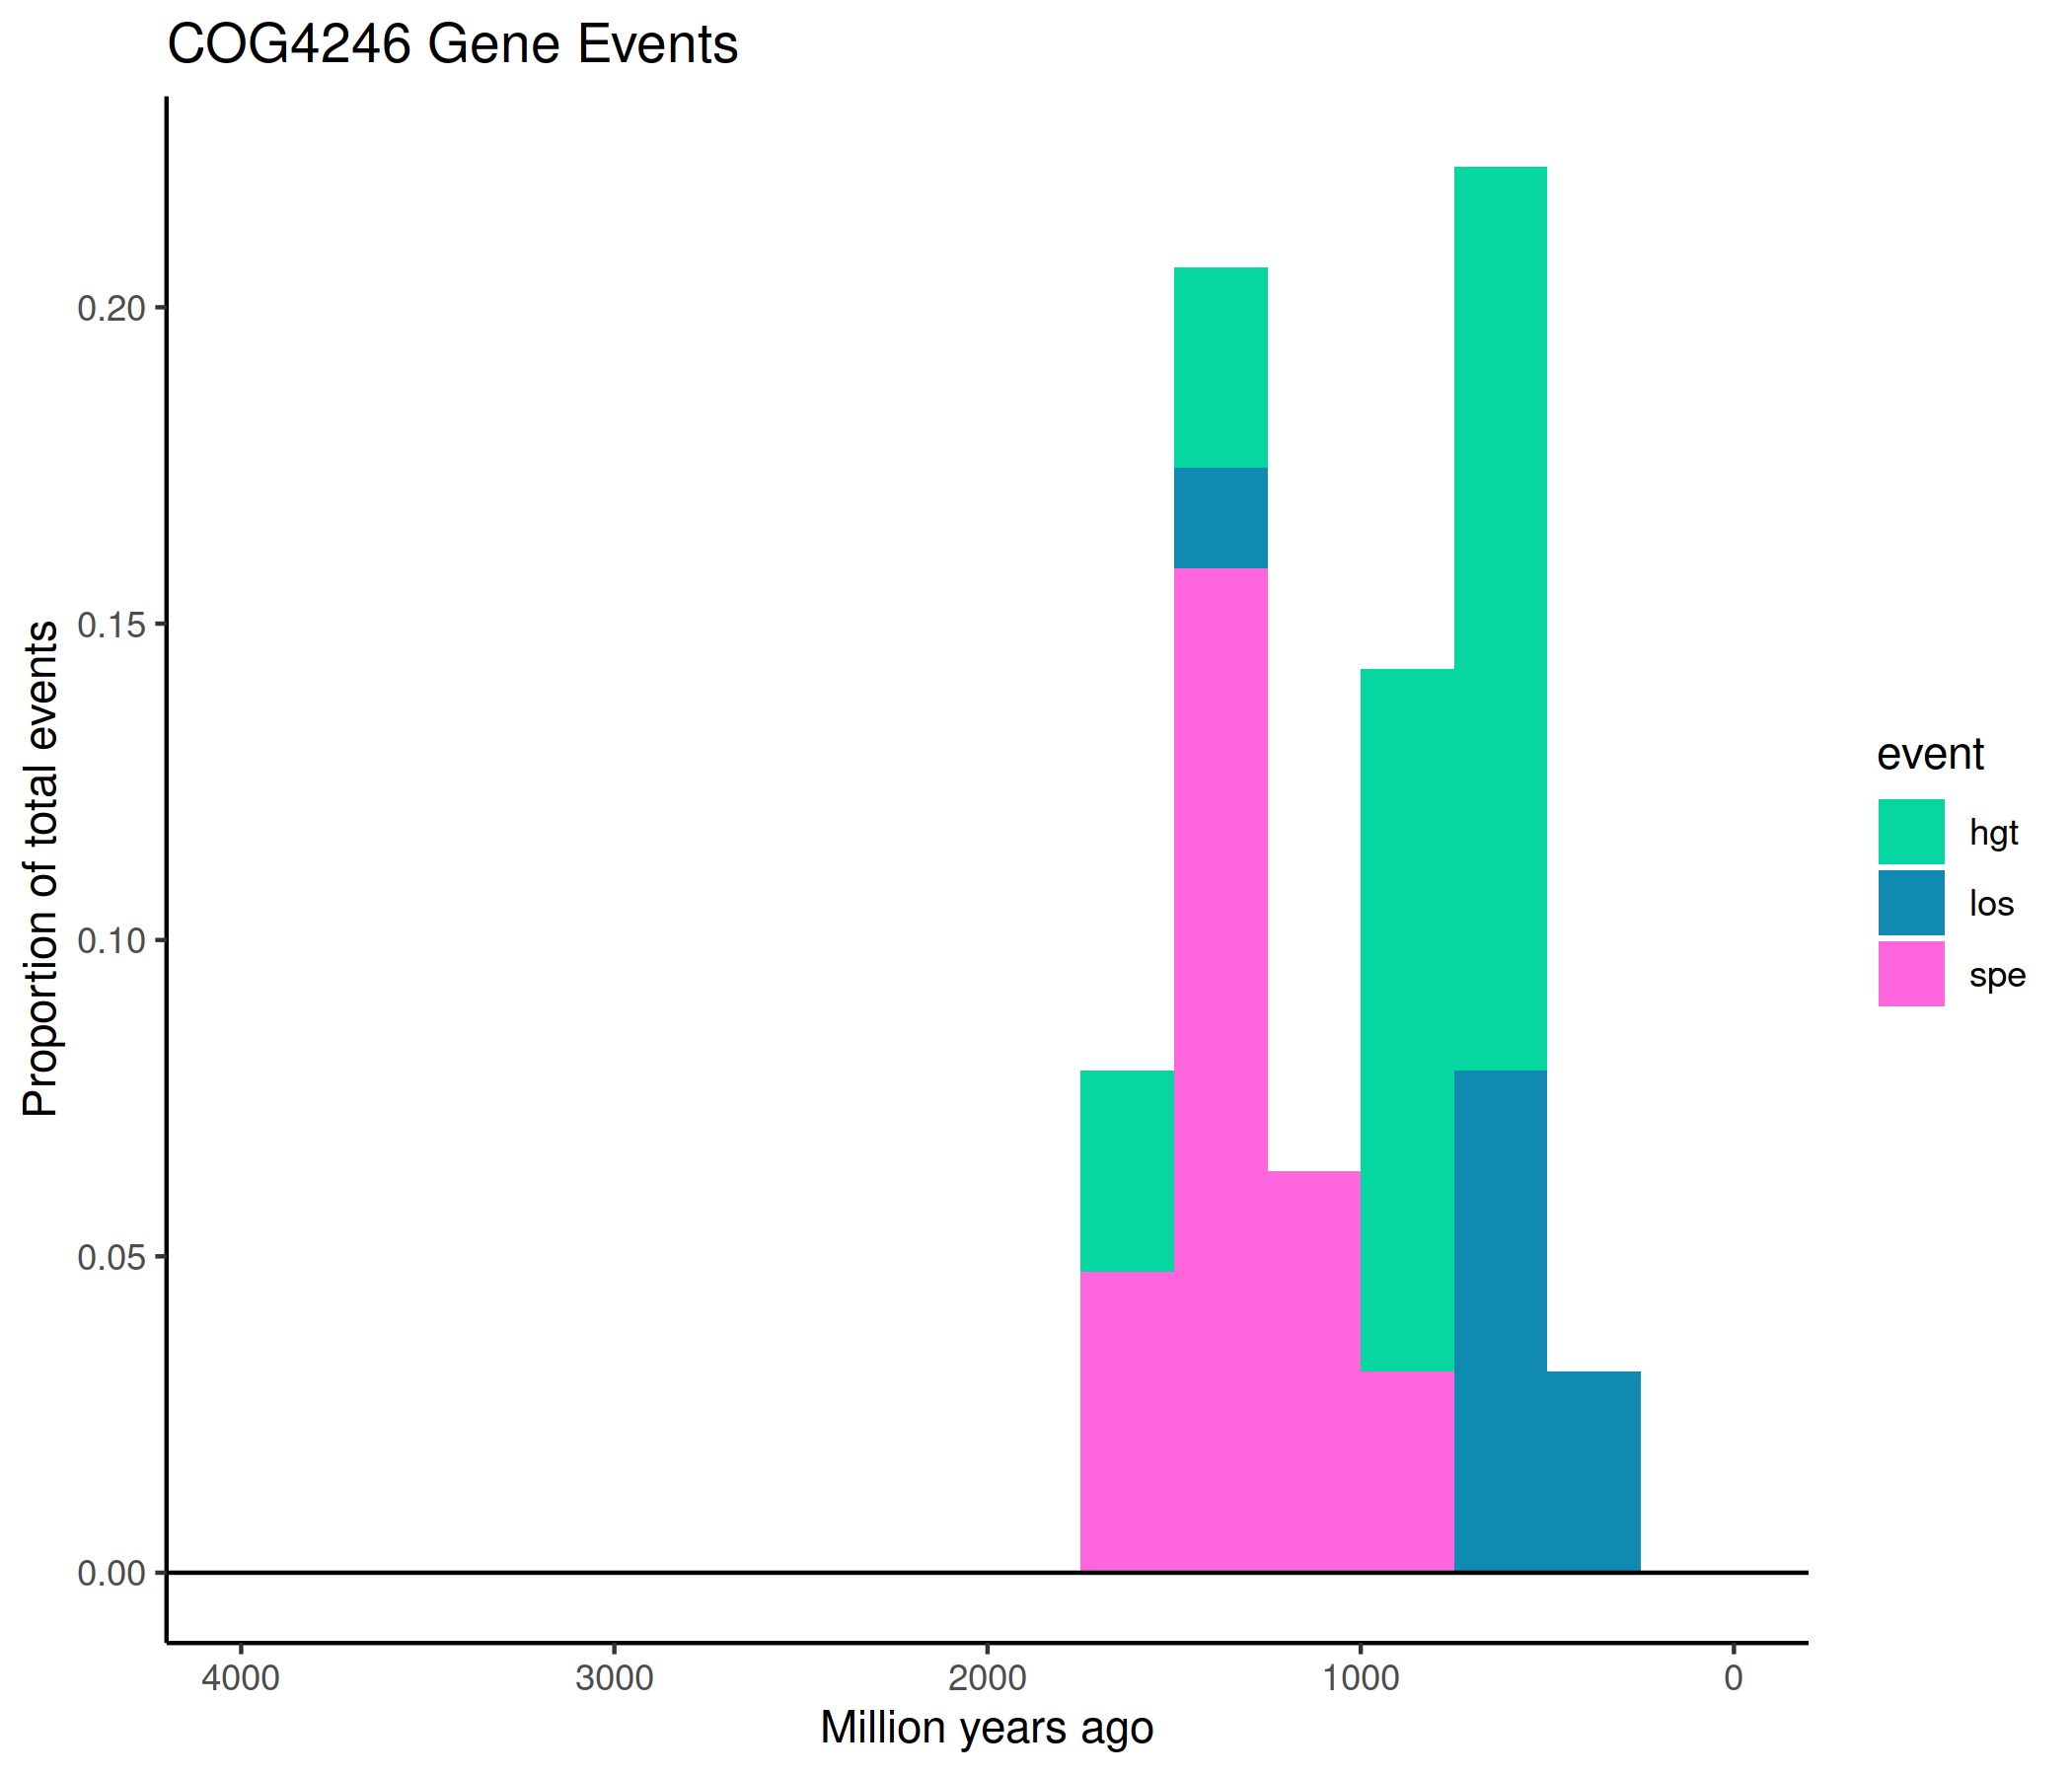 COG4246 Gene Events
Proportion of total events
0.20
0.15
0.10
0.05
0.00
4000 3000 2000 1000 0
Million years ago
event
hgt
los
spe